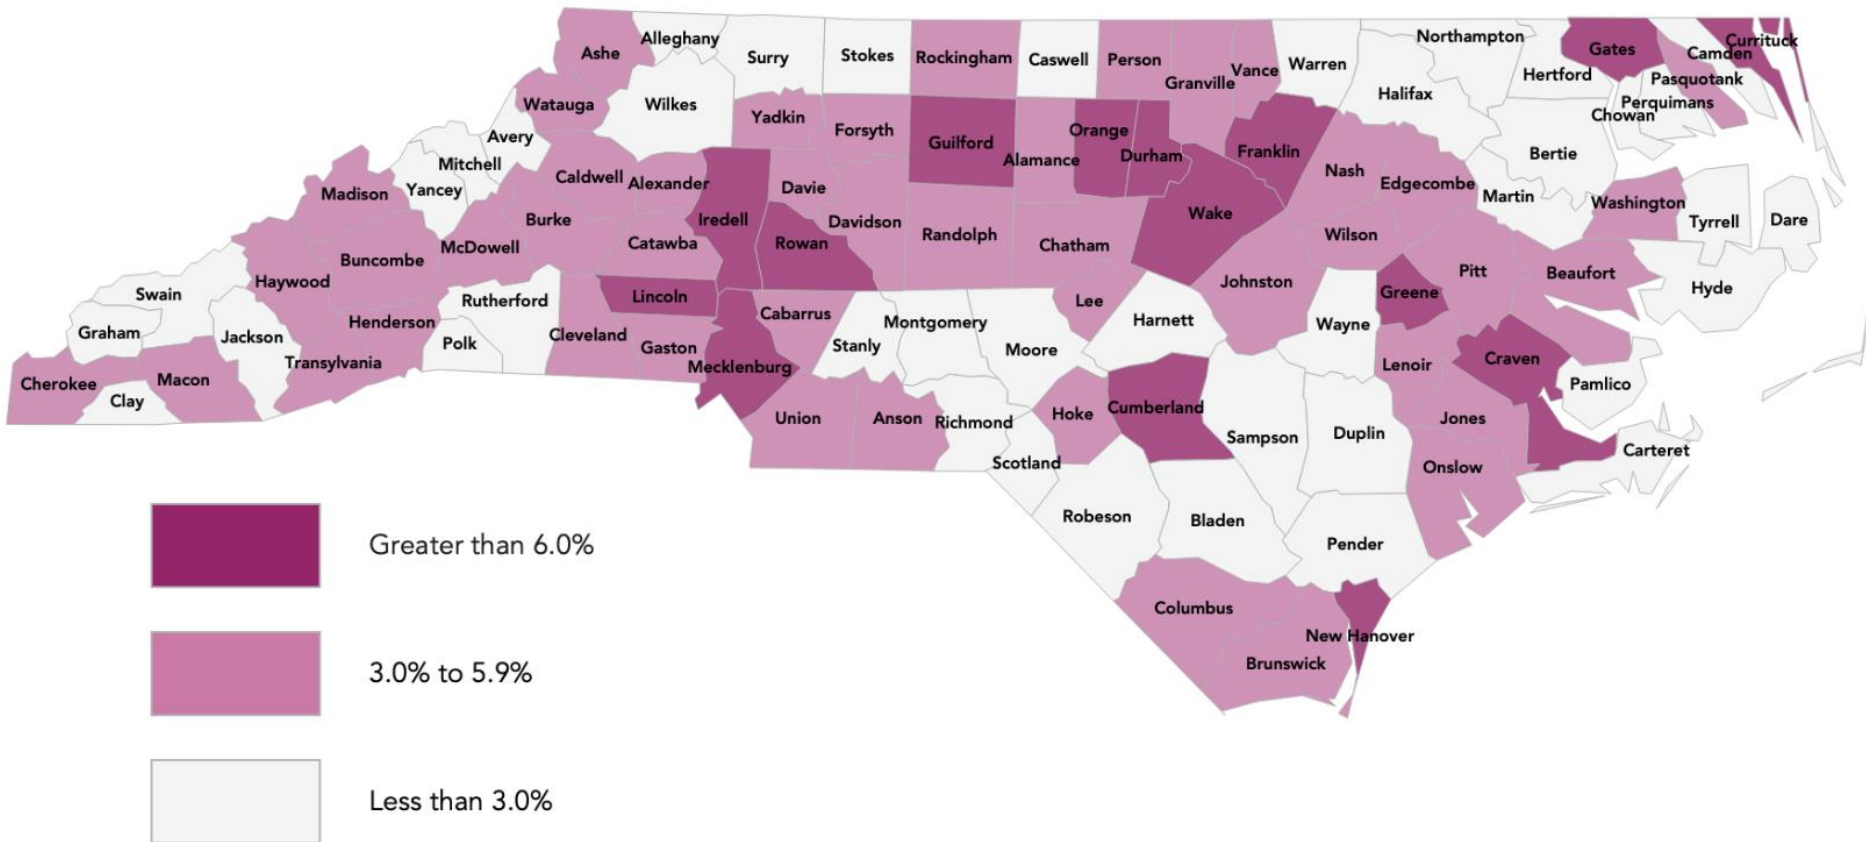 Ashe
Alleghany
Surry
Stokes
Rockingham
Caswell
Person
Granville
Vance
Warren
Northampton
Gates
Camden
Currituck
Hertford
Pasquotank
Halifax
Perquimans
Chowan
Watauga
Wilkes
Yadkin
Forsyth
Guilford
Alamance
Orange
Durham
Franklin
Bertie
Avery
Mitchell
Yancey
Madison
Caldwell
Alexander
Davie
Nash
Edgecombe
Martin
Washington
Tyrrell
Dare
Burke
Iredell
Davidson
Randolph
Chatham
Wake
Wilson
McDowell
Catawba
Rowan
Buncombe
Haywood
Swain
Rutherford
Lincoln
Cabarrus
Lee
Johnston
Greene
Pitt
Beaufort
Hyde
Graham
Jackson
Henderson
Transylvania
Polk
Cleveland
Gaston
Mecklenburg
Stanly
Montgomery
Moore
Harnett
Wayne
Lenoir
Craven
Pamlico
Cherokee
Macon
Clay
Union
Anson
Richmond
Hoke
Cumberland
Sampson
Duplin
Jones
Onslow
Carteret
Scotland
Robeson
Bladen
Pender
Columbus
New Hanover
Brunswick
Greater than 6.0%
3.0% to 5.9%
Less than 3.0%